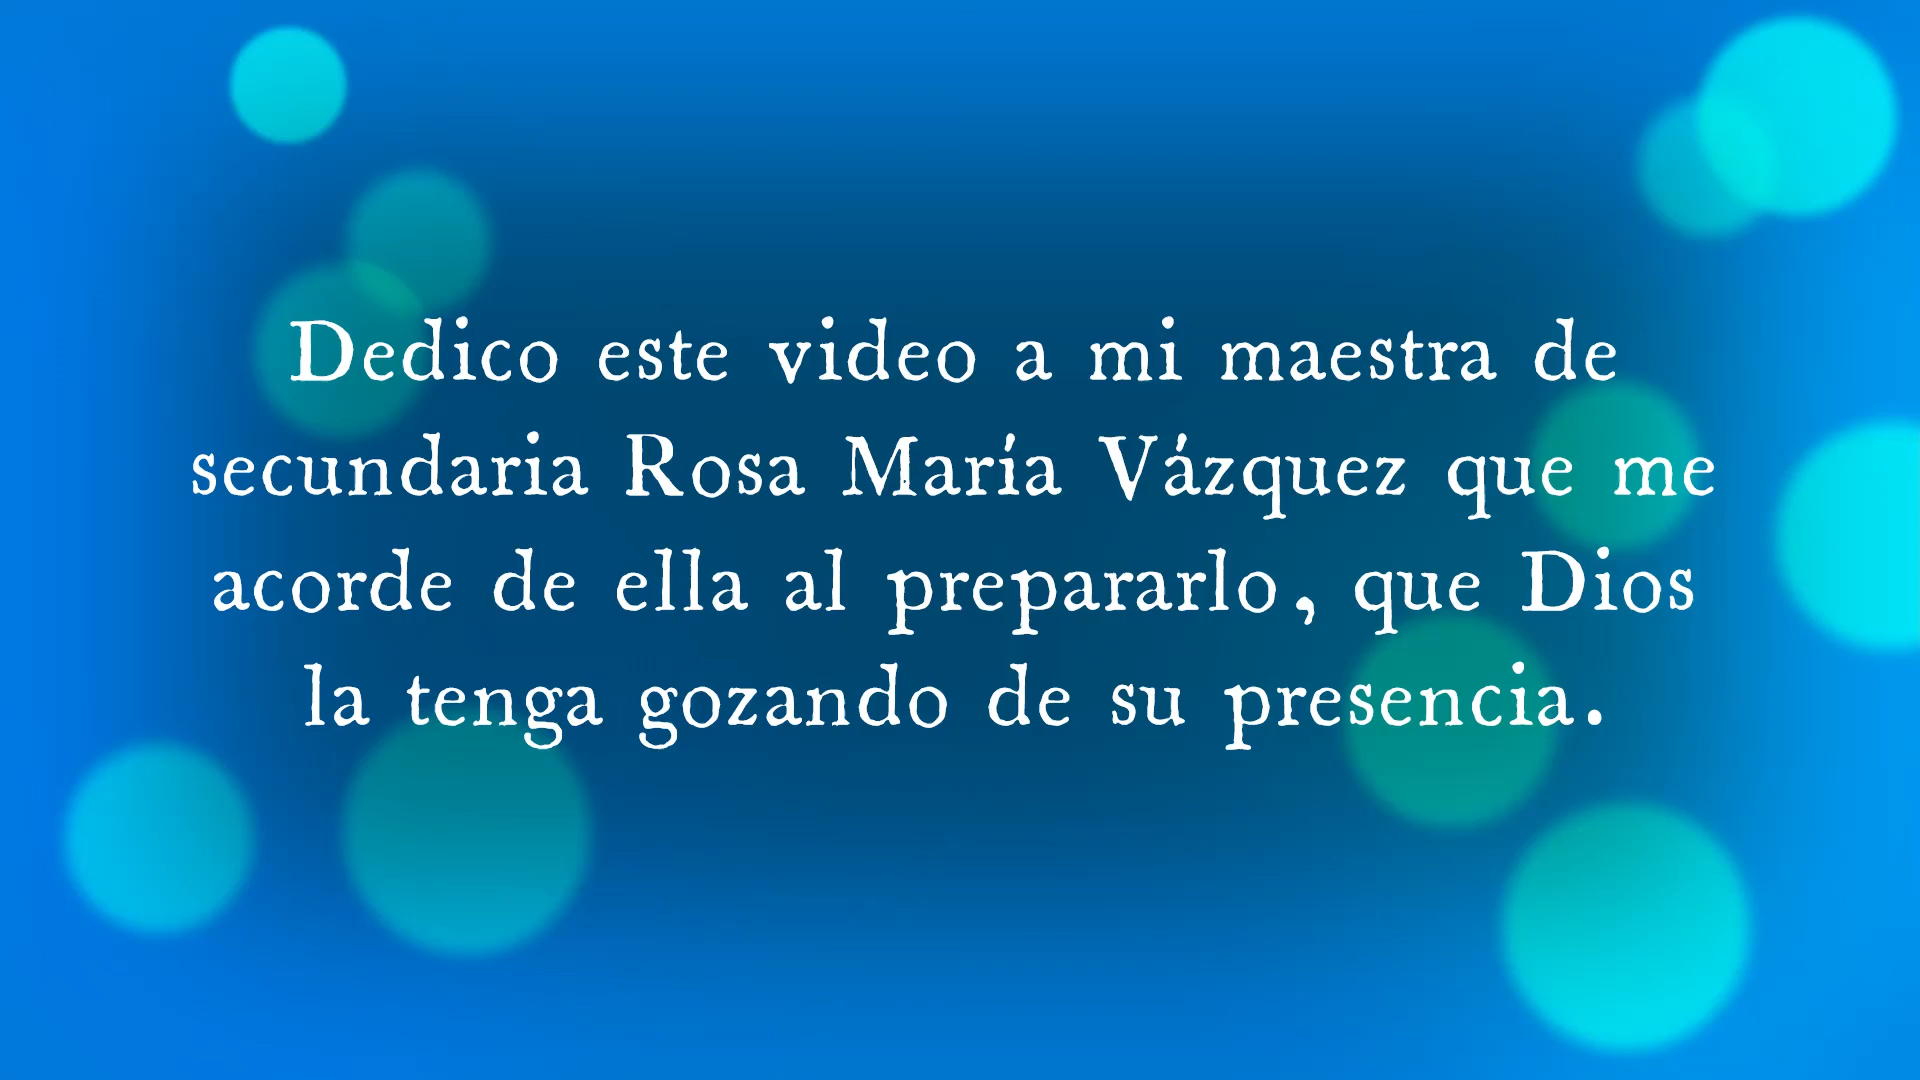 Dedico este video a mi maestra de
secundaria Rosa María Vázquez que me
acorde de ella al prepararlo, que Dios
la tenga gozando de su presencia.